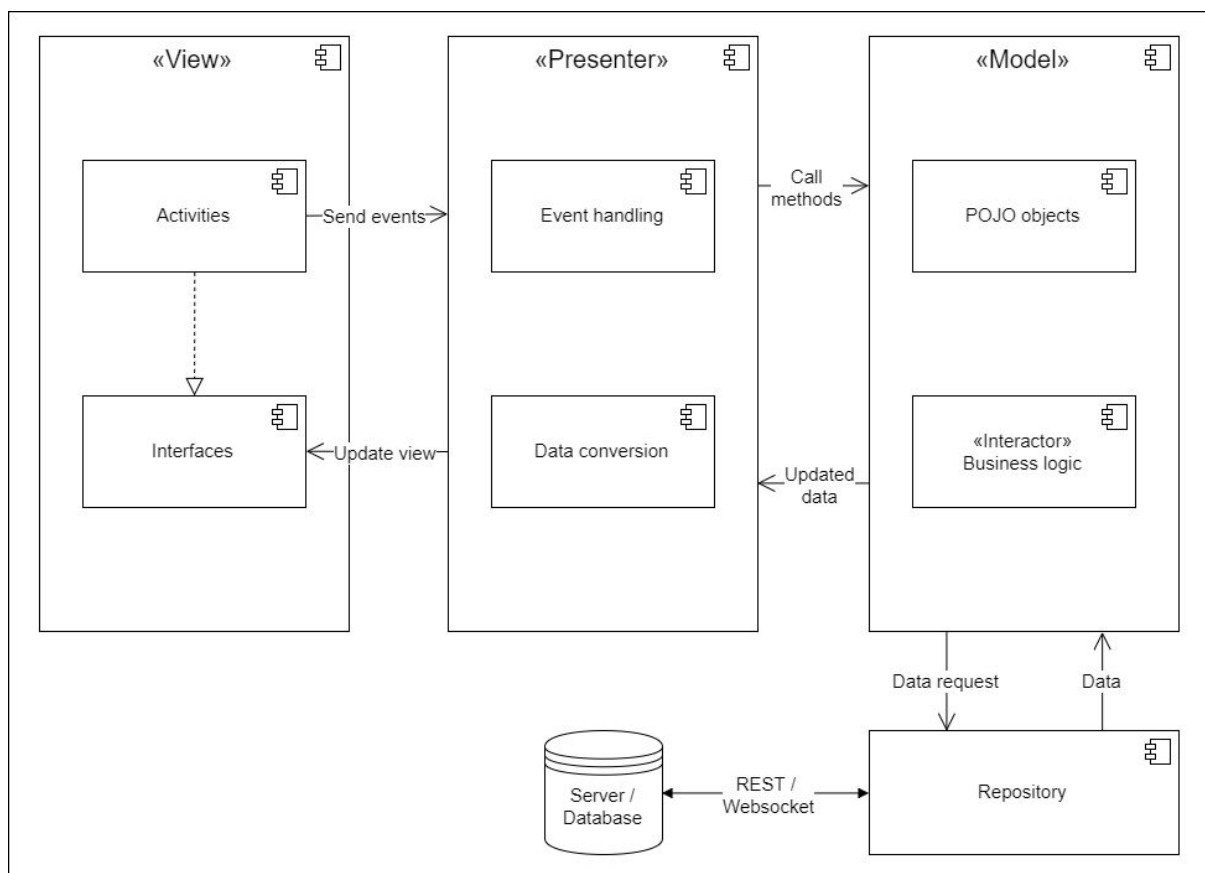 «View»
«Presenter»
«Model»
Activities
Send events
Event handling
Call
methods
POJO objects
Interfaces
Update view
Data conversion
Updated
data
«Interactor»
Business logic
Data request
Data
Server /
Database
REST /
Websocket
Repository